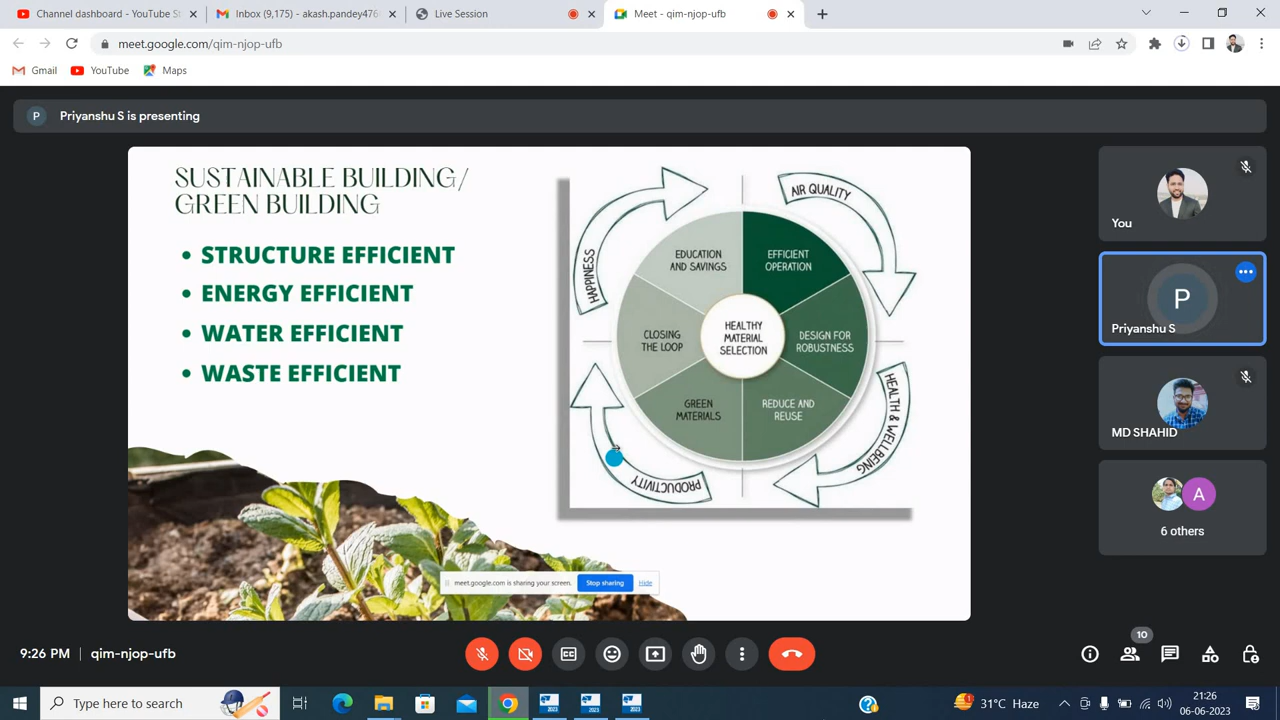 Channel dashboard - YouTube St
Inbox (9,175) - akash.pandey476
Live Session
Meet - qim-njop-ufb
meet.google.com/qim-njop-ufb
Gmail
YouTube
Maps
P
Priyanshu S is presenting
SUSTAINABLE BUILDING/
GREEN BUILDING
• STRUCTURE EFFICIENT
• ENERGY EFFICIENT
• WATER EFFICIENT
• WASTE EFFICIENT
HAPPINESS
AIR QUALITY
EDUCATION
AND SAVINGS
EFFICIENT
OPERATION
CLOSING
THE LOOP
HEALTHY
MATERIAL
SELECTION
DESIGN FOR
ROBUSTNESS
GREEN
MATERIALS
REDUCE AND
REUSE
HEALTH & WELLBEING
PRODUCTIVITY
meet.google.com is sharing your screen.
Stop sharing
Hide
You
P
Priyanshu S
MD SHAHID
A
6 others
9:26 PM
qim-njop-ufb
10
Type here to search
2023
2023
2023
1
31°C Haze
21:26
06-06-2023